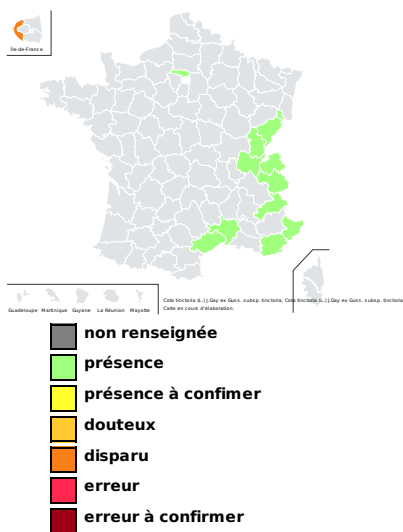 Île-de-France
Guadeloupe Martinique Guyane La Réunion Mayotte
Cota tinctoria (L.) J.Gay ex Guss. subsp. tinctoria, Cota tinctoria (L.) J.Gay ex Guss. subsp. tinctoria
Carte en cours d'élaboration.
non renseignée
présence
présence à confimer
douteux
disparu
erreur
erreur à confirmer